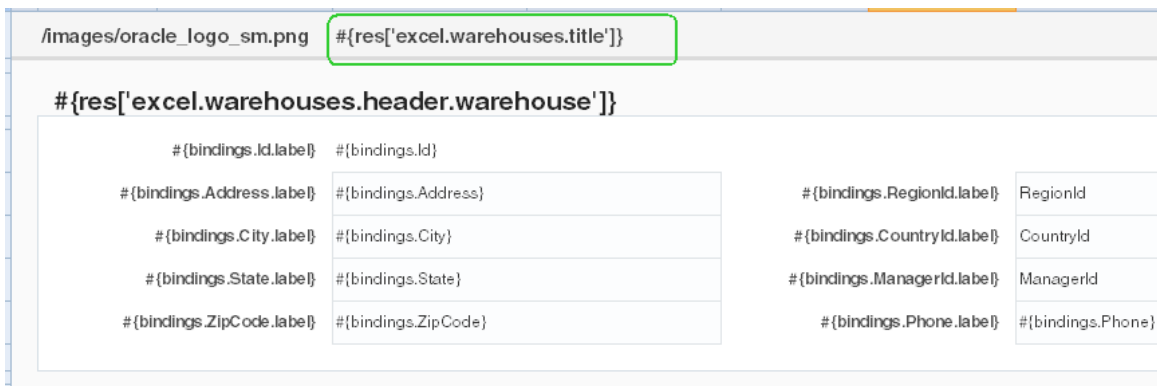 /images/oracle_logo_sm.png #{res['excel.warehouses.title']}
#{res['excel.warehouses.header.warehouse']}
#{bindings.Id.label} #{bindings.Id}
#{bindings.Address.label} #{bindings.Address} #{bindings.RegionId.label} RegionId
#{bindings.City.label} #{bindings.City} #{bindings.CountryId.label} CountryId
#{bindings.State.label} #{bindings.State} #{bindings.ManagerId.label} ManagerId
#{bindings.ZipCode.label} #{bindings.ZipCode} #{bindings.Phone.label} #{bindings.Phone}